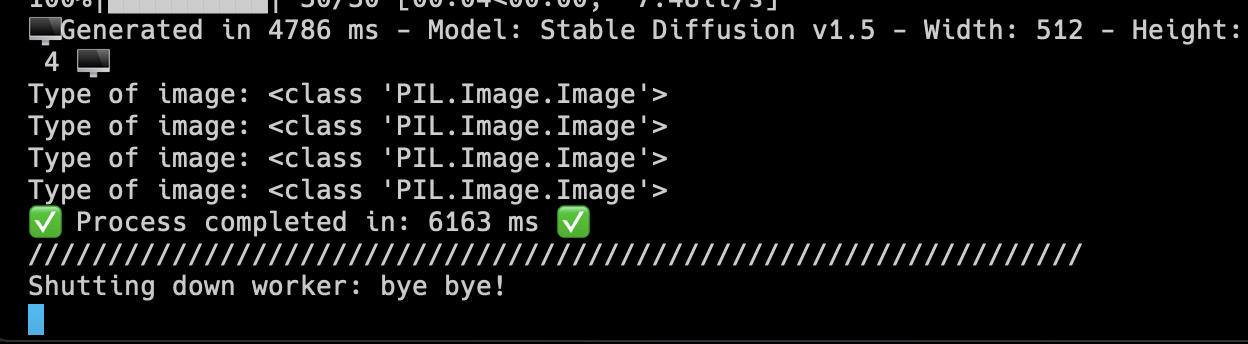 100%|██████████| 30/30 [00:04<00:00, 7.48it/s]
🖥️Generated in 4786 ms - Model: Stable Diffusion v1.5 - Width: 512 - Height:
4 🖥️
Type of image: <class 'PIL.Image.Image'>
Type of image: <class 'PIL.Image.Image'>
Type of image: <class 'PIL.Image.Image'>
Type of image: <class 'PIL.Image.Image'>
✅ Process completed in: 6163 ms ✅
//////////////////////////////////////////////////////////////////
Shutting down worker: bye bye!